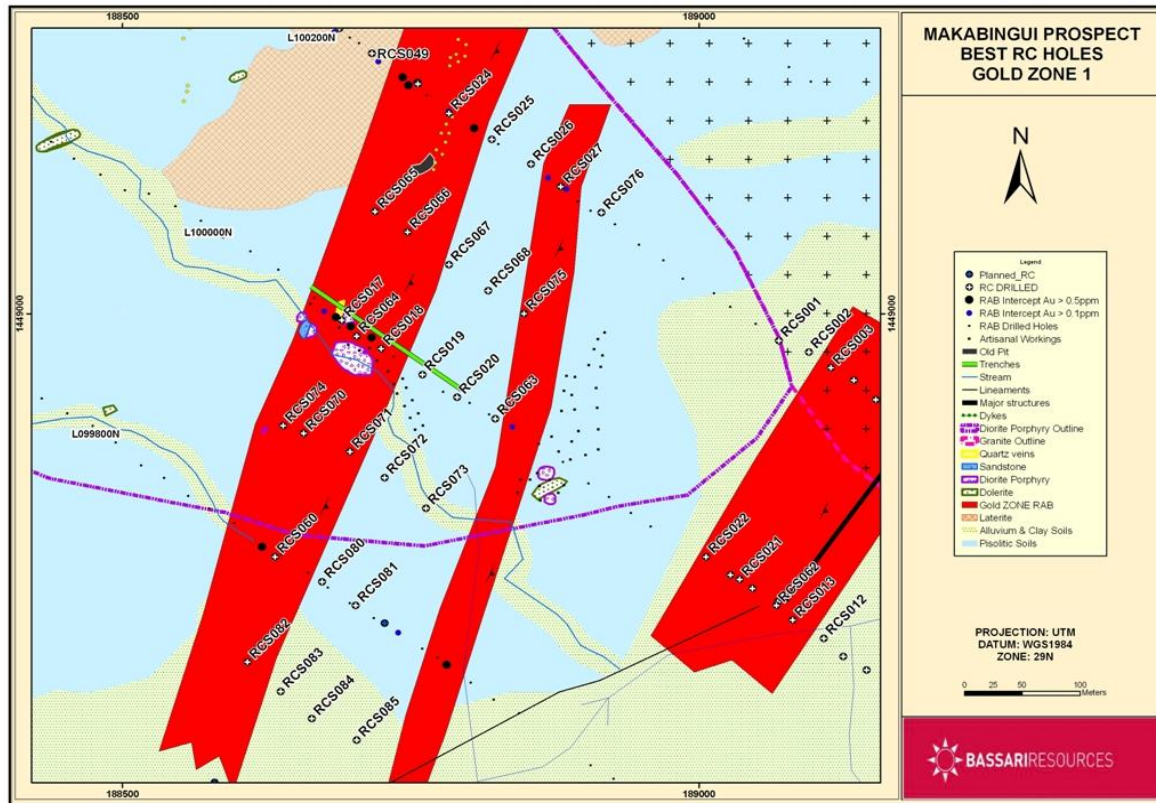 188500
189000
L100200N
RCS049
RCS024
RCS025
RCS026
RCS027
RCS076
RCS065
RCS066
RCS067
RCS068
RCS075
L100000N
RCS017
RCS064
RCS018
RCS019
RCS020
RCS063
RCS001
RCS002
RCS003
1449000
1449000
RCS074
RCS070
RCS071
RCS072
RCS073
L099800N
RCS060
RCS080
RCS081
RCS022
RCS021
RCS062
RCS013
RCS012
RCS082
RCS083
RCS084
RCS085
188500
189000
MAKABINGUI PROSPECT
BEST RC HOLES
GOLD ZONE 1
N
Legend
Planned_RC
RC DRILLED
RAB Intercept Au > 0.5ppm
RAB Intercept Au > 0.1ppm
RAB Drilled Holes
Artisanal Workings
Old Pit
Trenches
Stream
Lineaments
Major structures
Dykes
Diorite Porphyry Outline
Granite Outline
Quartz veins
Sandstone
Diorite Porphyry
Dolerite
Gold ZONE RAB
Laterite
Alluvium & Clay Soils
Pisolitic Soils
PROJECTION: UTM
DATUM: WGS1984
ZONE: 29N
0 25 50 100
Meters
BASSARIRESOURCES